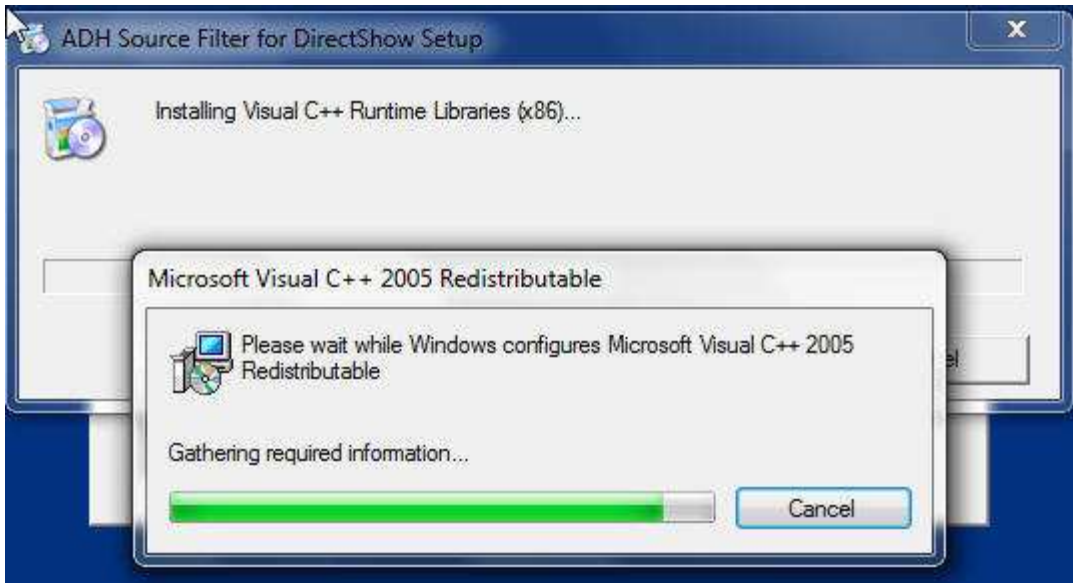 ADH Source Filter for DirectShow Setup
Installing Visual C++ Runtime Libraries (x86)...
Microsoft Visual C++ 2005 Redistributable
Please wait while Windows configures Microsoft Visual C++ 2005
Redistributable
Gathering required information...
Cancel